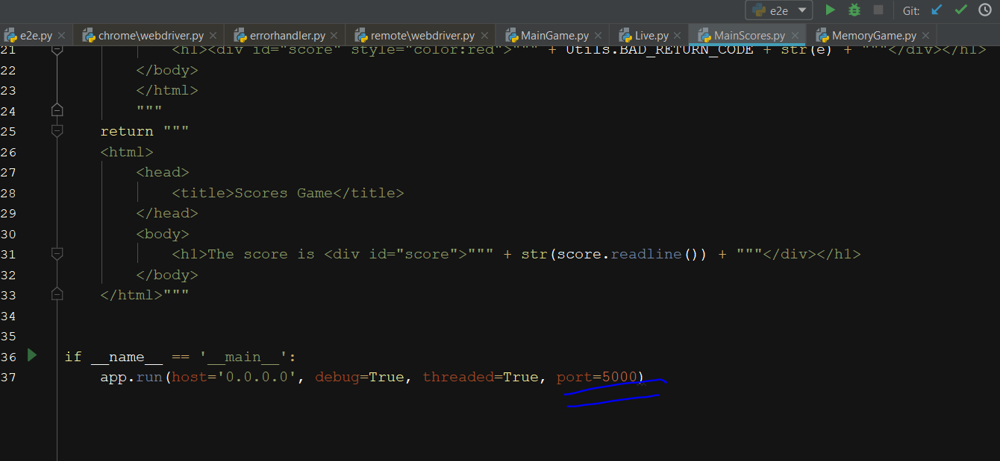 e2e
Git:
e2e.py chrome\webdriver.py errorhandler.py remote\webdriver.py MainGame.py Live.py MainScores.py MemoryGame.py
21 <h1><div id="score" style="color:red">""" + Utils.BAD_RETURN_CODE + str(e) + """</div></h1>
22 </body>
23 </html>
24 """
25 return """
26 <html>
27 <head>
28 <title>Scores Game</title>
29 </head>
30 <body>
31 <h1>The score is <div id="score">""" + str(score.readline()) + """</div></h1>
32 </body>
33 </html>"""
34
35
36 if __name__ == '__main__':
37 app.run(host='0.0.0.0', debug=True, threaded=True, port=5000)